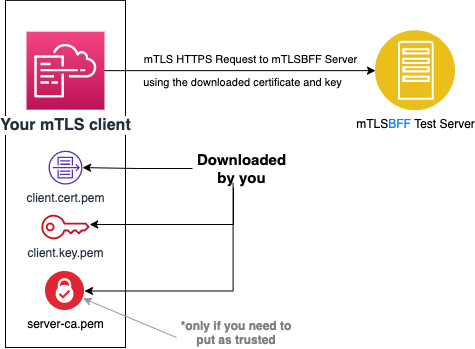 mTLS HTTPS Request to mTLSBFF Server
using the downloaded certificate and key
Your mTLS client
mTLSBFF Test Server
Downloaded
by you
client.cert.pem
client.key.pem
server-ca.pem
*only if you need to
put as trusted